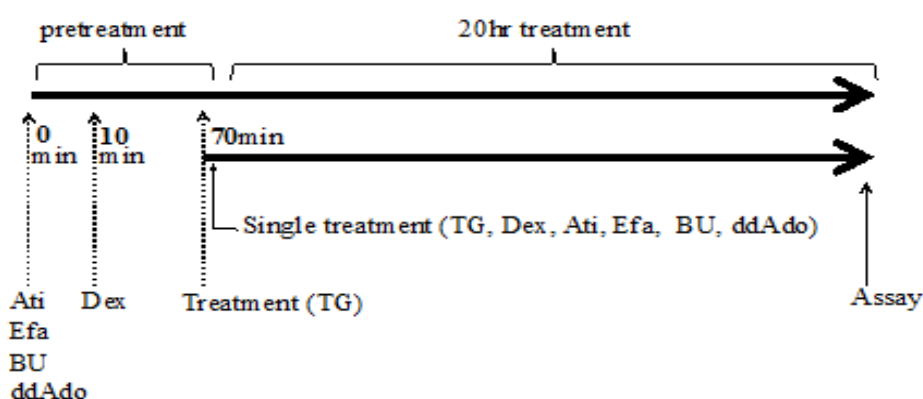 pretreatment
20hr treatment
0 min
10 min
70min
Single treatment (TG, Dex, Ati, Efa, BU, ddAdo)
Ati
Dex
Treatment (TG)
Assay
Efa
BU
ddAdo